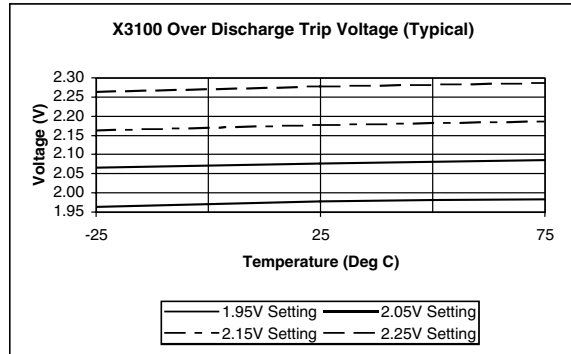 X3100 Over Discharge Trip Voltage (Typical)
2.30
2.25
2.20
2.15
2.10
2.05
2.00
1.95
Voltage (V)
-25 25 75
Temperature (Deg C)
1.95V Setting 2.05V Setting
2.15V Setting 2.25V Setting